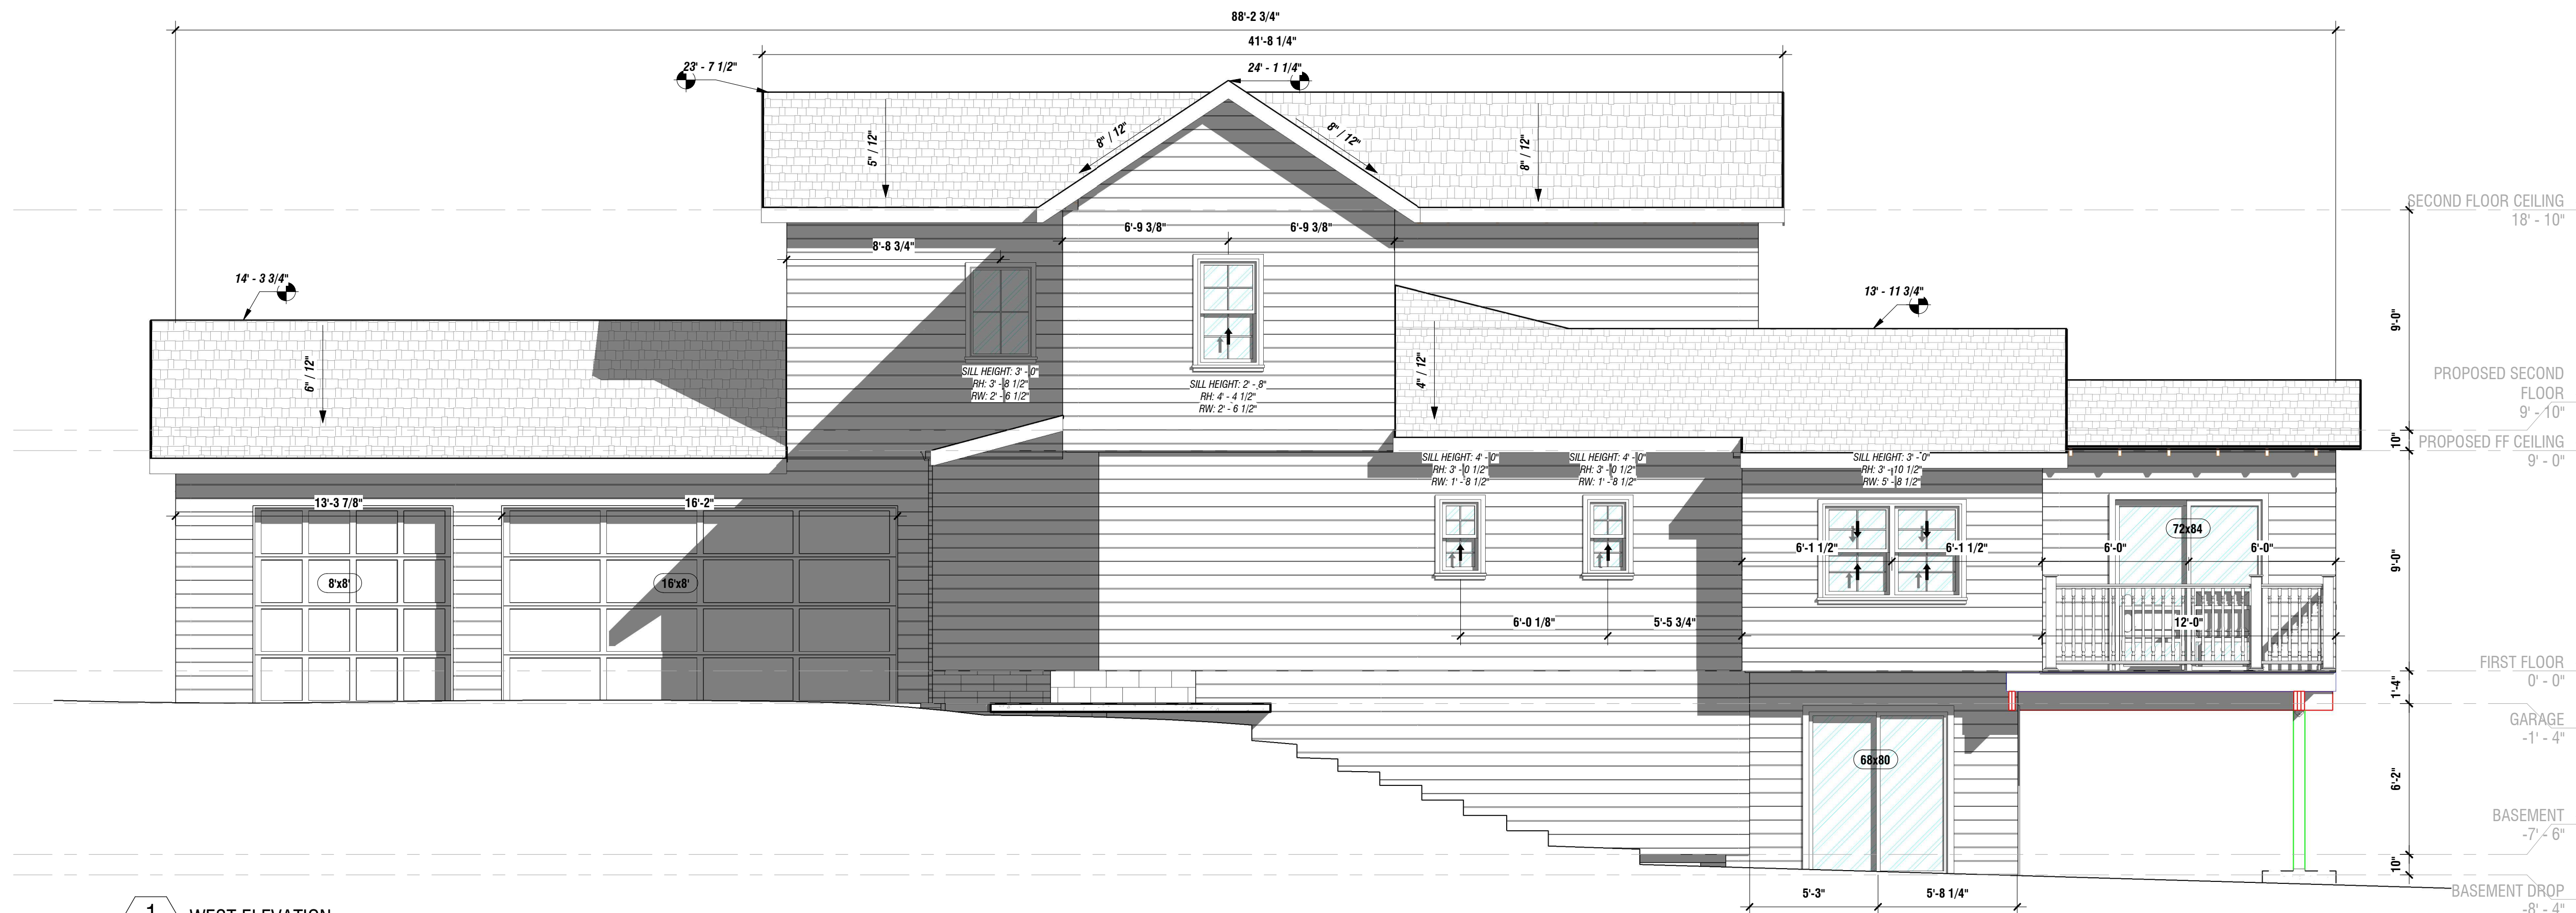 88'-2 3/4"
41'-8 1/4"
23' - 7 1/2"
24' - 1 1/4"
5" / 12"
8" / 12"
8" / 12"
8" / 12"
SECOND FLOOR CEILING
18' - 10"
6'-9 3/8"
6'-9 3/8"
8'-8 3/4"
14' - 3 3/4"
13' - 11 3/4"
9'-0"
6" / 12"
4" / 12"
SILL HEIGHT: 3' - 0"
RH: 3' - 8 1/2"
RW: 2' - 6 1/2"
SILL HEIGHT: 2' - 8"
RH: 4' - 4 1/2"
RW: 2' - 6 1/2"
PROPOSED SECOND
FLOOR
9' - 10"
10"
PROPOSED FF CEILING
9' - 0"
SILL HEIGHT: 4' - 0"
RH: 3' - 0 1/2"
RW: 1' - 8 1/2"
SILL HEIGHT: 4' - 0"
RH: 3' - 0 1/2"
RW: 1' - 8 1/2"
SILL HEIGHT: 3' - 0"
RH: 3' - 10 1/2"
RW: 5' - 8 1/2"
13'-3 7/8"
16'-2"
72x84
6'-1 1/2"
6'-1 1/2"
6'-0"
6'-0"
9'-0"
8'x8'
16'x8'
6'-0 1/8"
5'-5 3/4"
12'-0"
FIRST FLOOR
0' - 0"
1'-4"
GARAGE
-1' - 4"
68x80
6'-2"
BASEMENT
-7' - 6"
10"
5'-3"
5'-8 1/4"
BASEMENT DROP
-8' - 4"
1
WEST ELEVATION